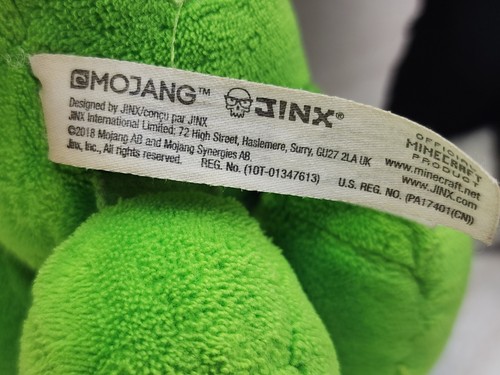 MOJANG™ JINX®
Designed by JINX/conçu par JINX
JINX International Limited; 72 High Street, Haslemere, Surry, GU27 2LA UK
©2018 Mojang AB and Mojang Synergies AB.
Jinx, Inc., All rights reserved. REG. No. (10T-01347613) U.S. REG. NO. (PA17401(CN))
OFFICIAL
MINECRAFT
PRODUCT
www.minecraft.net
www.JINX.com